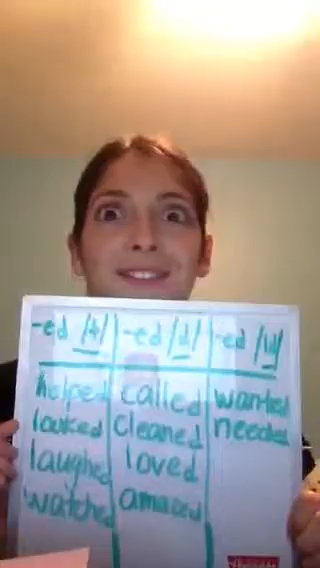 -ed /t/ -ed /d/ -ed /id/
helped called wanted
looked cleaned needed
laughed loved
watched amazed